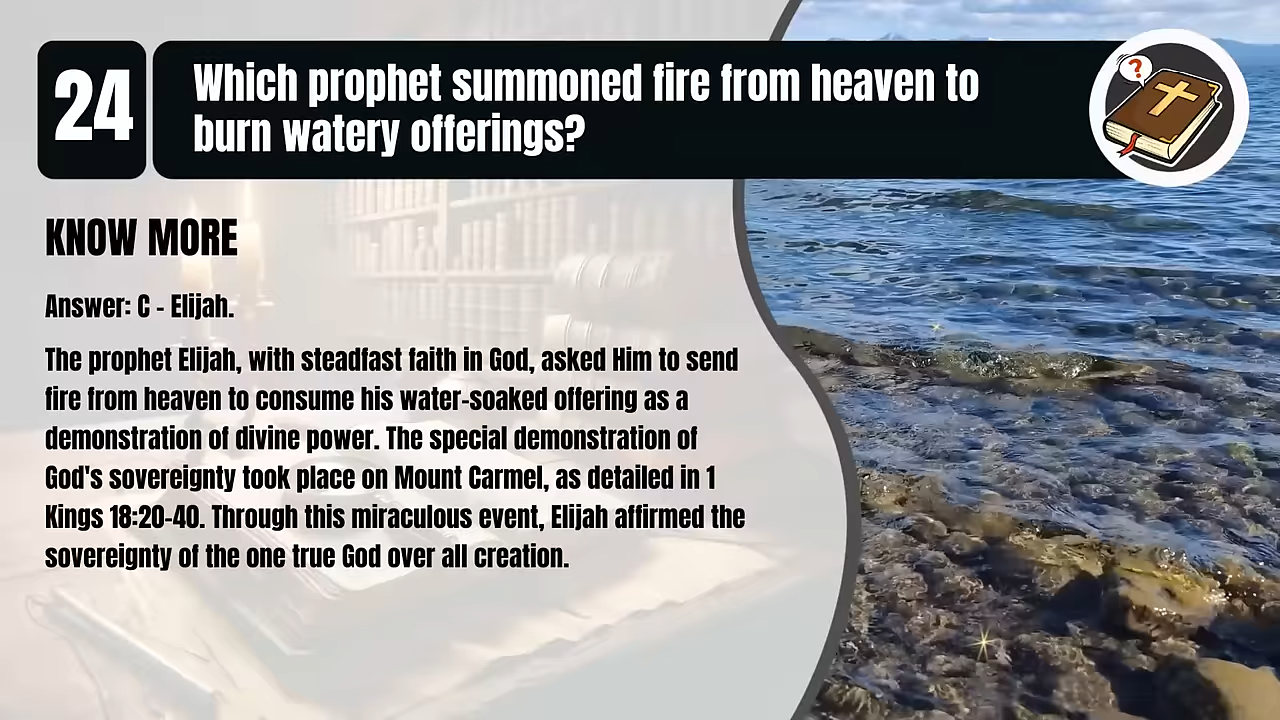 24
Which prophet summoned fire from heaven to
burn watery offerings?
?
KNOW MORE
Answer: C - Elijah.
The prophet Elijah, with steadfast faith in God, asked Him to send
fire from heaven to consume his water-soaked offering as a
demonstration of divine power. The special demonstration of
God's sovereignty took place on Mount Carmel, as detailed in 1
Kings 18:20-40. Through this miraculous event, Elijah affirmed the
sovereignty of the one true God over all creation.